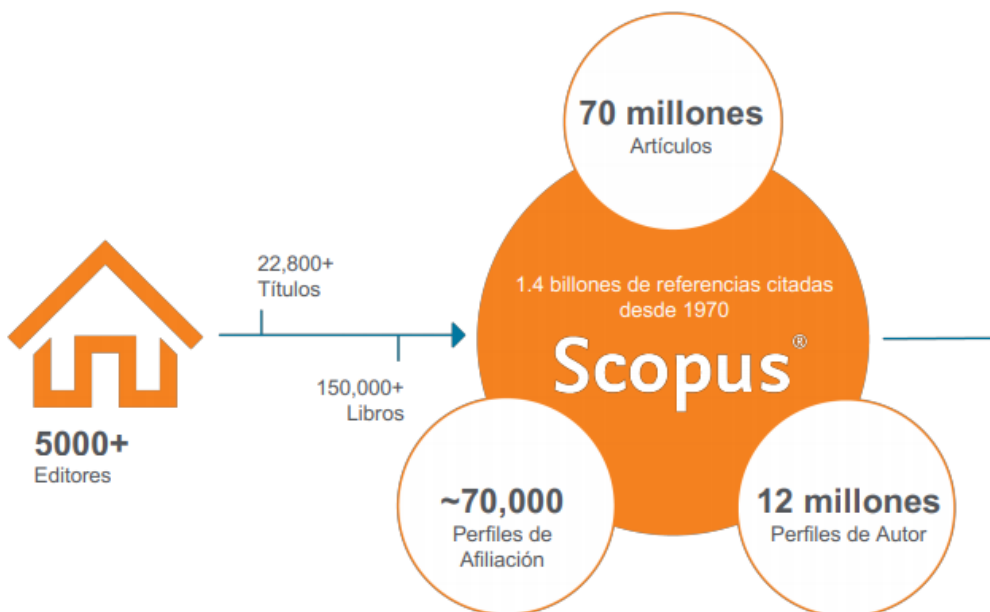 70 millones
Artículos
22,800+
Títulos
1.4 billones de referencias citadas
desde 1970
Scopus®
150,000+
Libros
5000+
Editores
~70,000
Perfiles de
Afiliación
12 millones
Perfiles de Autor